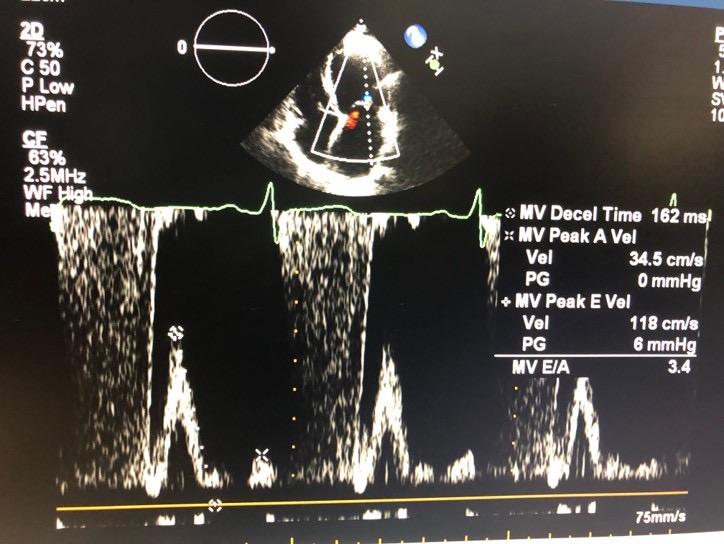 2D
73%
C 50
P Low
HPen
CF
63%
2.5MHz
WF High
0
MV Decel Time 162 ms
MV Peak A Vel
Vel 34.5 cm/s
PG 0 mmHg
MV Peak E Vel
Vel 118 cm/s
PG 6 mmHg
MV E/A 3.4
75mm/s